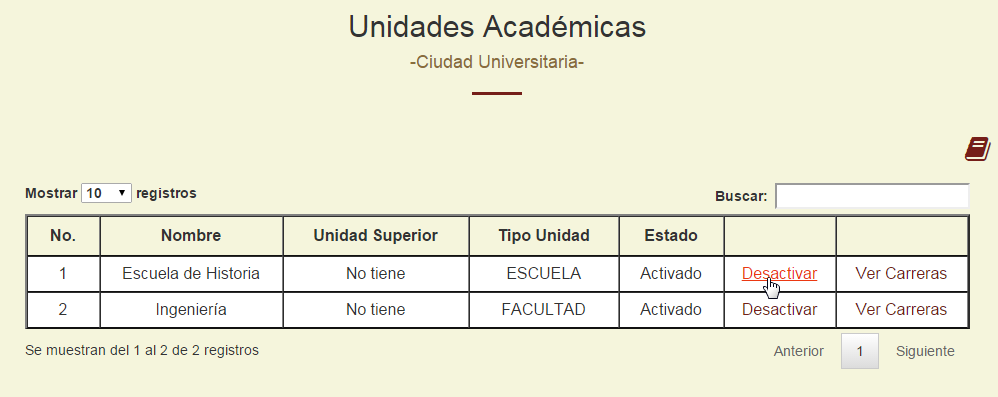 Unidades Académicas
-Ciudad Universitaria-
Mostrar 10 registros
Buscar:
No. Nombre Unidad Superior Tipo Unidad Estado
1 Escuela de Historia No tiene ESCUELA Activado Desactivar Ver Carreras
2 Ingeniería No tiene FACULTAD Activado Desactivar Ver Carreras
Se muestran del 1 al 2 de 2 registros
Anterior 1 Siguiente